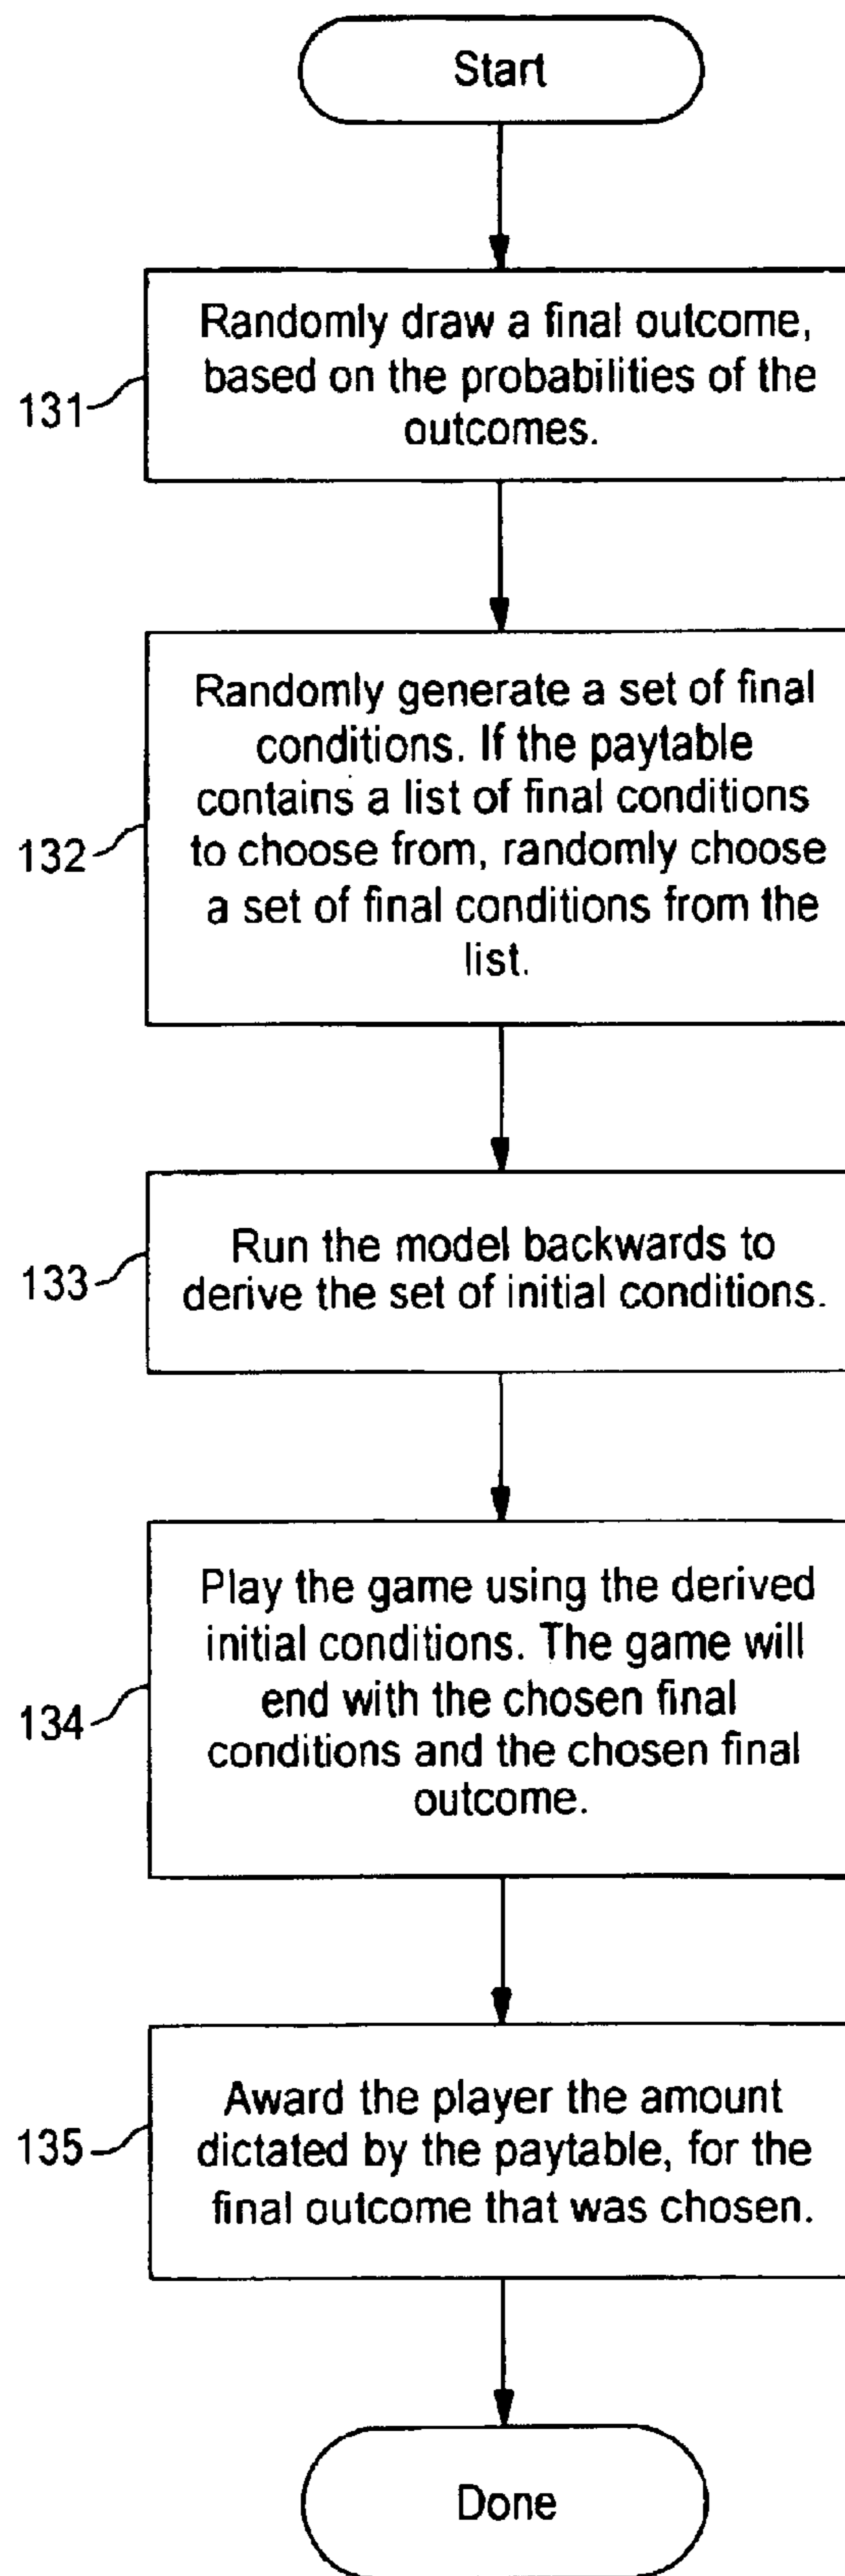 Start
Randomly draw a final outcome,
based on the probabilities of the
outcomes.
131
Randomly generate a set of final
conditions. If the paytable
contains a list of final conditions
to choose from, randomly choose
a set of final conditions from the
list.
132
Run the model backwards to
derive the set of initial conditions.
133
Play the game using the derived
initial conditions. The game will
end with the chosen final
conditions and the chosen final
outcome.
134
Award the player the amount
dictated by the paytable, for the
final outcome that was chosen.
135
Done